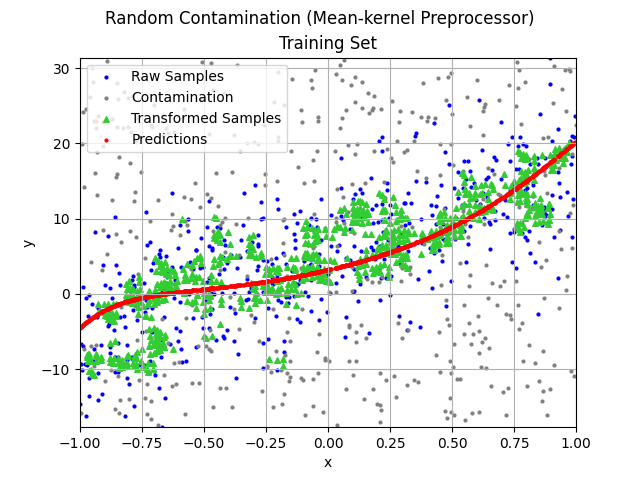 Random Contamination (Mean-kernel Preprocessor)
Training Set
Raw Samples
Contamination
Transformed Samples
Predictions
30
20
10
0
−10
y
−1.00 −0.75 −0.50 −0.25 0.00 0.25 0.50 0.75 1.00
x